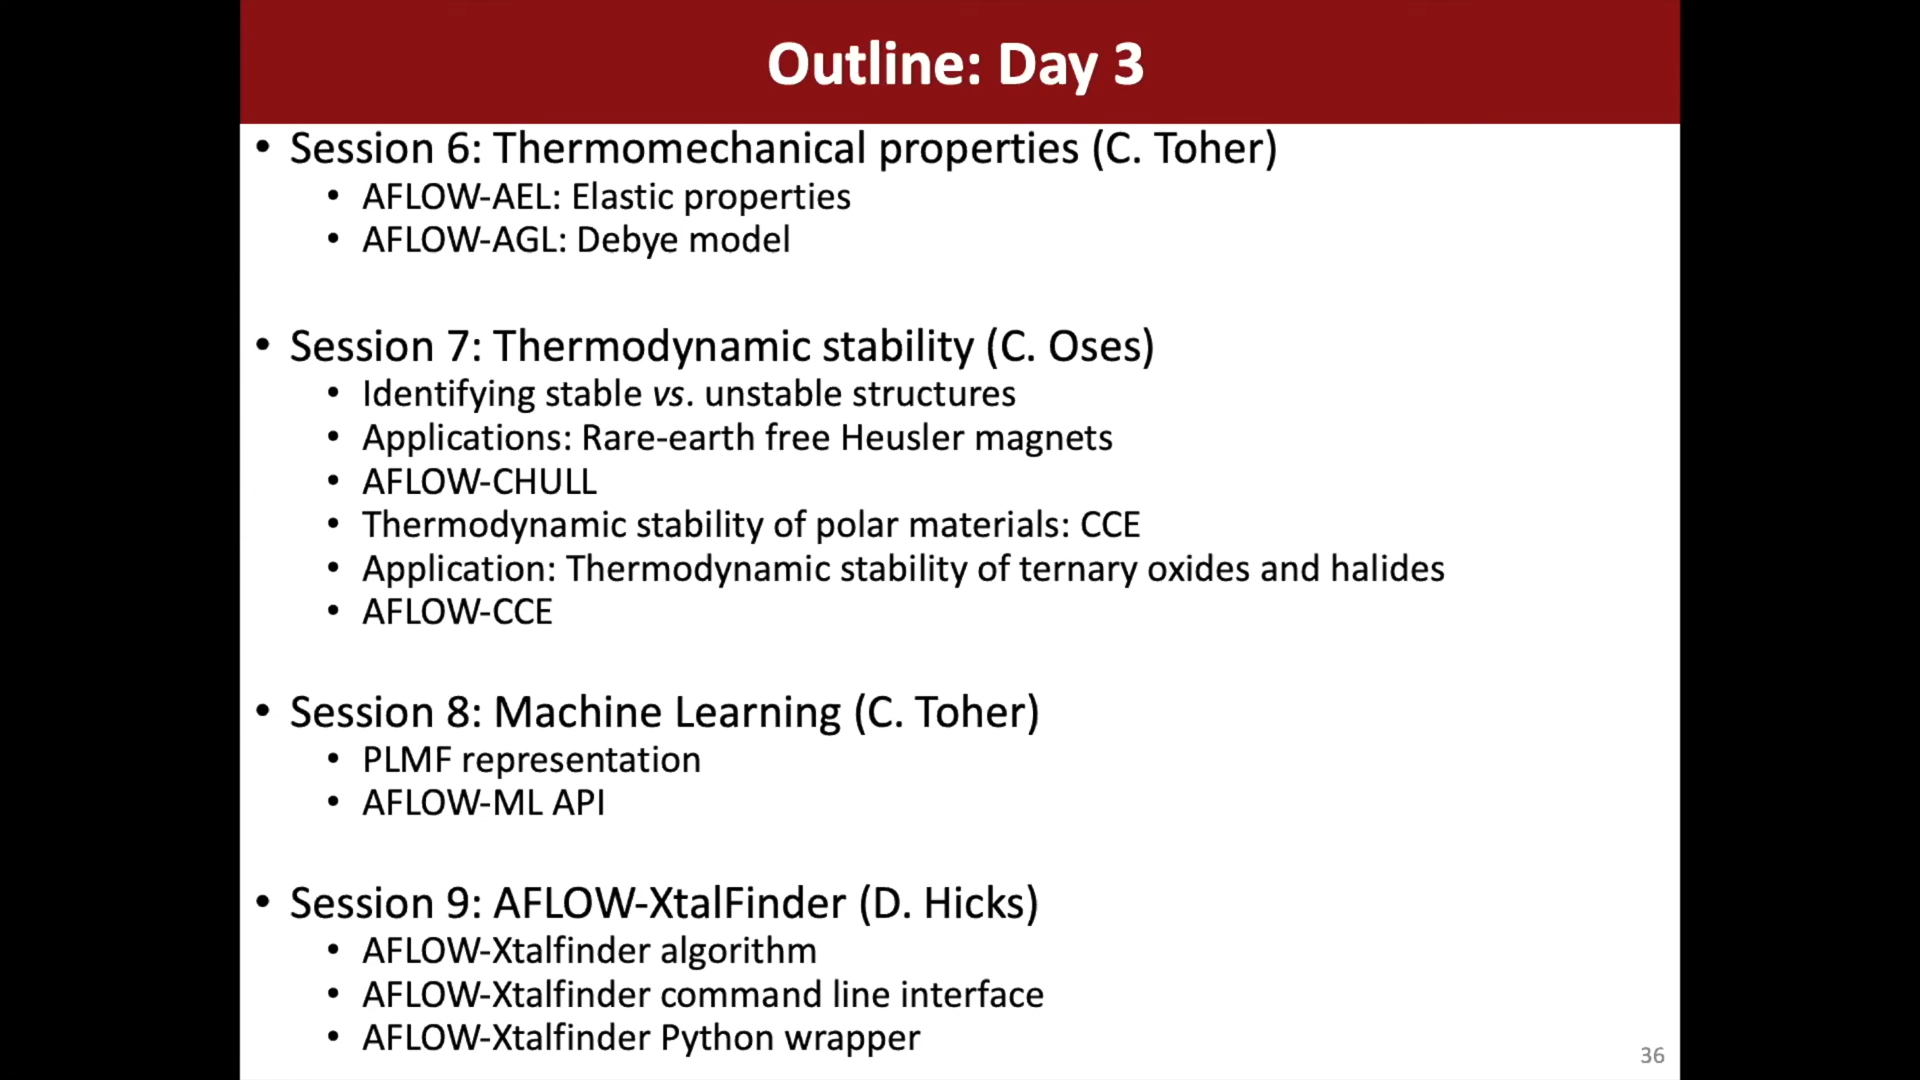 Outline: Day 3
• Session 6: Thermomechanical properties (C. Toher)
• AFLOW-AEL: Elastic properties
• AFLOW-AGL: Debye model
• Session 7: Thermodynamic stability (C. Oses)
• Identifying stable vs. unstable structures
• Applications: Rare-earth free Heusler magnets
• AFLOW-CHULL
• Thermodynamic stability of polar materials: CCE
• Application: Thermodynamic stability of ternary oxides and halides
• AFLOW-CCE
• Session 8: Machine Learning (C. Toher)
• PLMF representation
• AFLOW-ML API
• Session 9: AFLOW-XtalFinder (D. Hicks)
• AFLOW-Xtalfinder algorithm
• AFLOW-Xtalfinder command line interface
• AFLOW-Xtalfinder Python wrapper
36